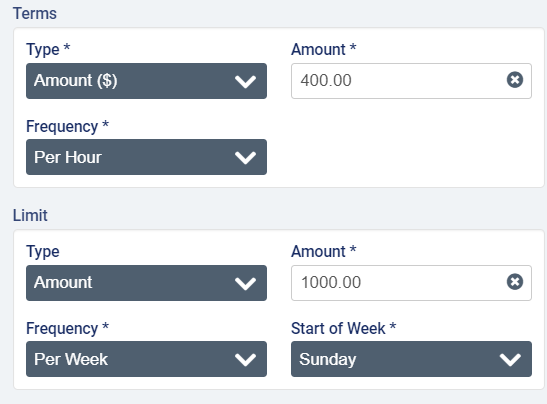 Terms
Type * Amount *
Amount ($) 400.00
Frequency *
Per Hour
Limit
Type Amount *
Amount 1000.00
Frequency * Start of Week *
Per Week Sunday